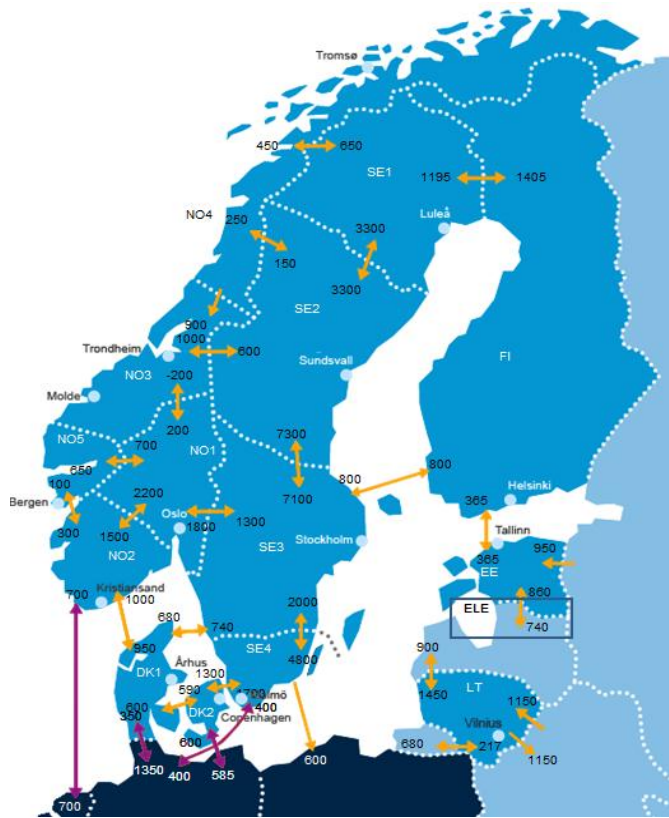 Tromsø
450 650
SE1
1195 1405
NO4
250
Luleå
3300
150
3300
SE2
900
1000
Trondheim
600
FI
-200
Sundsvall
NO3
Molde
200
7300
NO5
700
NO1
650
800
800
100
7100
2200
Helsinki
Bergen
365
Oslo
1300
1800
300
1500
Tallinn
Stockholm
950
NO2
SE3
365
EE
700
Kristiansand
860
1000
2000
ELE
680
740
740
950
SE4
4800
900
DK1
Århus
1300
LT
590
1700
Malmö
1450
1150
600
DK2
400
350
Copenhagen
Vilnius
600
680
217
1350
400
585
600
1150
700